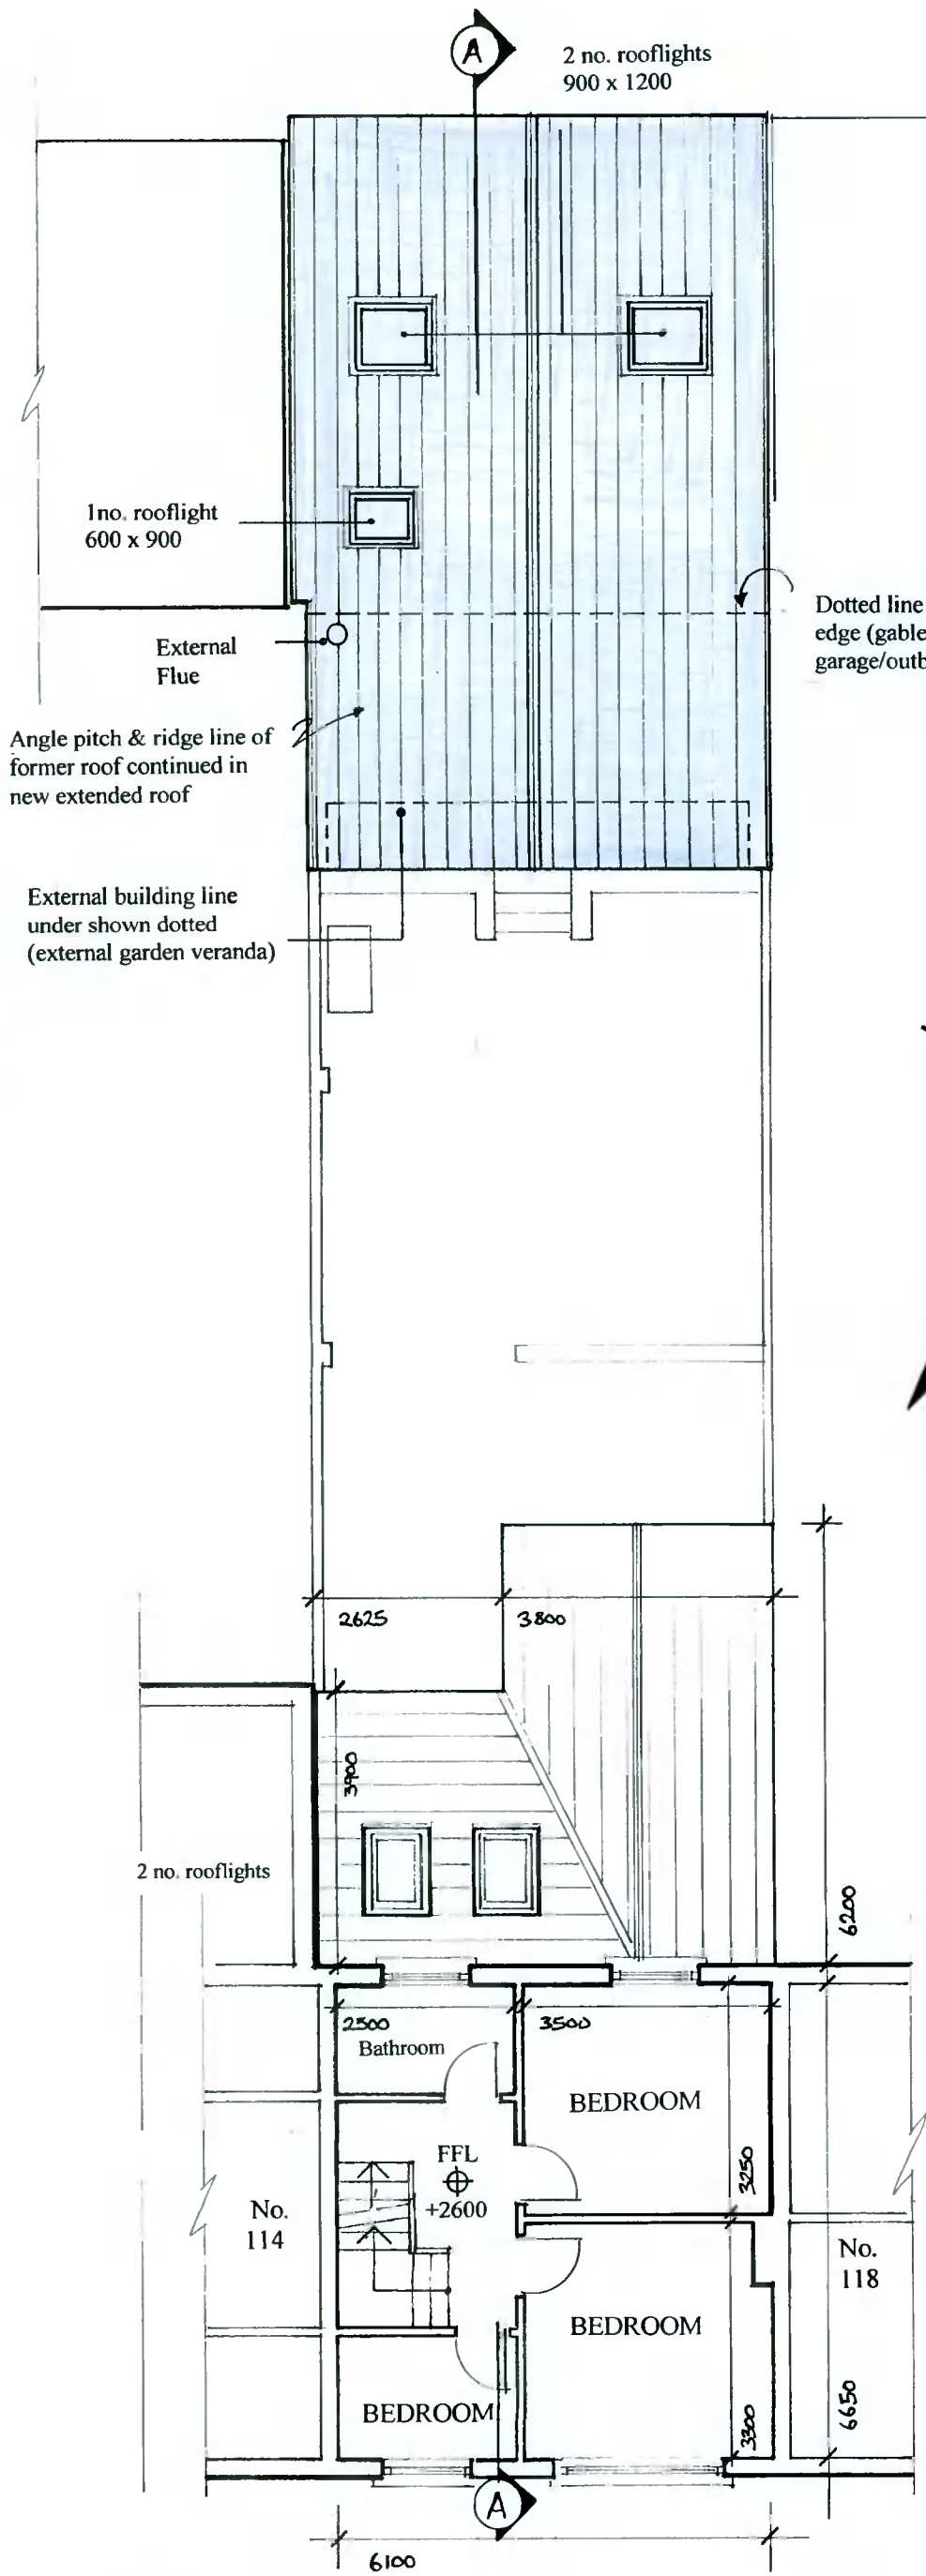 A
2 no. rooflights
900 x 1200
1no. rooflight
600 x 900
External
Flue
Dotted line
edge (gable
garage/outb
Angle pitch & ridge line of
former roof continued in
new extended roof
External building line
under shown dotted
(external garden veranda)
2625
3800
3900
2 no. rooflights
6200
2500
3500
Bathroom
BEDROOM
3250
FFL
+2600
No.
114
No.
118
BEDROOM
BEDROOM
3300
6650
A
6100